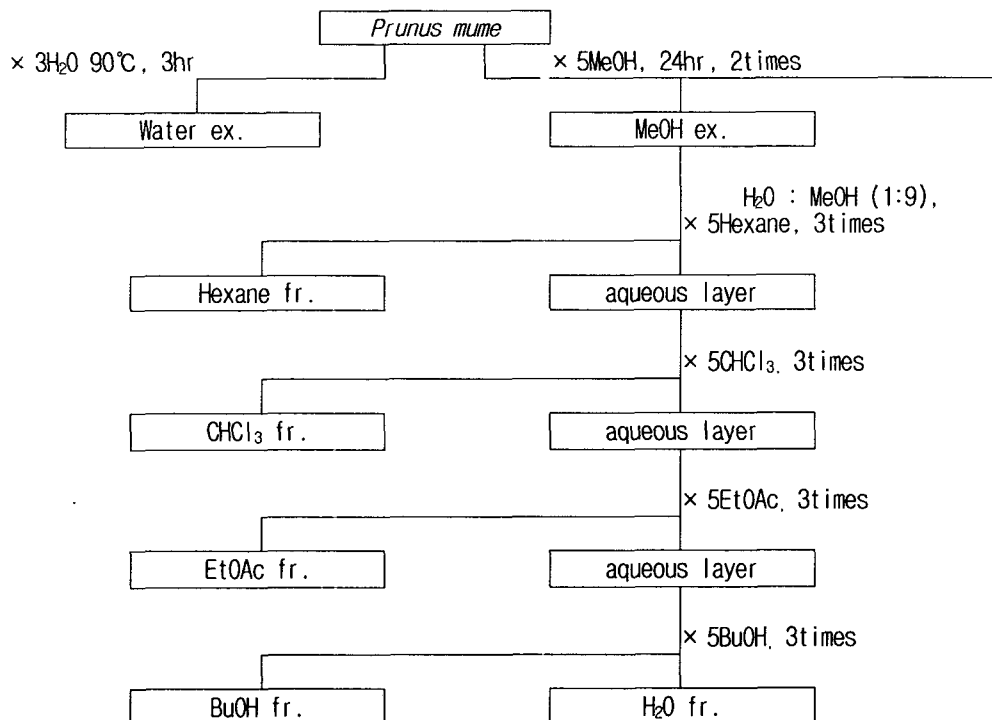 Prunus mume
× 3H₂O 90℃, 3hr
× 5MeOH, 24hr, 2times
Water ex.
MeOH ex.
H₂O : MeOH (1:9),
× 5Hexane, 3times
Hexane fr.
aqueous layer
× 5CHCl₃, 3times
CHCl₃ fr.
aqueous layer
× 5EtOAc, 3times
EtOAc fr.
aqueous layer
× 5BuOH, 3times
BuOH fr.
H₂O fr.